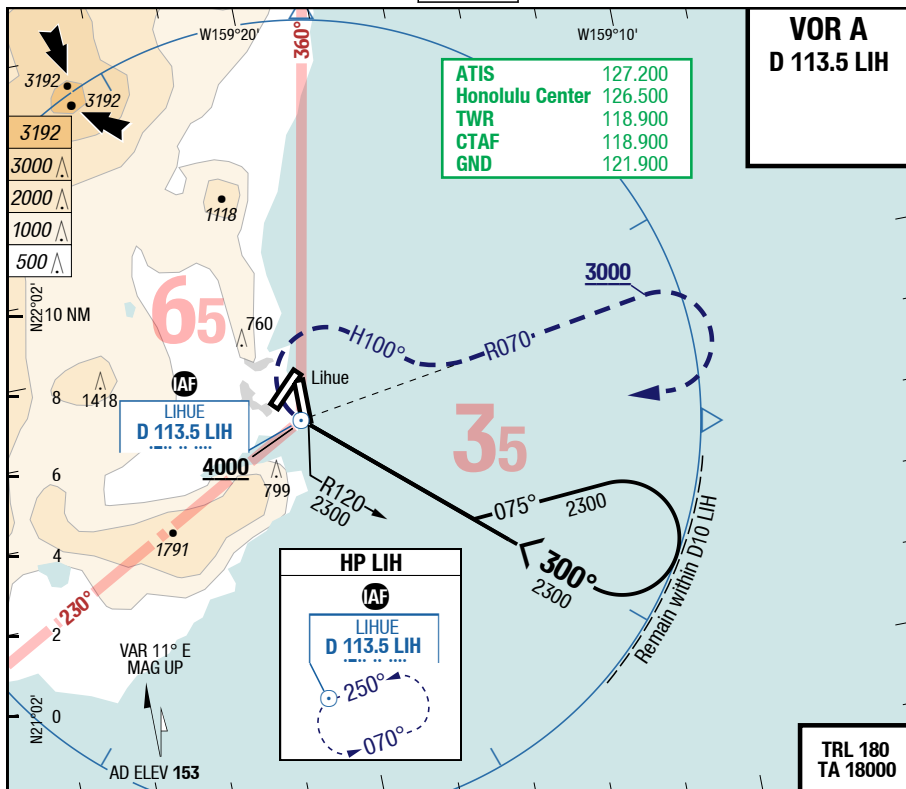 W159°20'
360°
W159°10'
VOR A
D 113.5 LIH
3192
3192
ATIS 127.200
Honolulu Center 126.500
TWR 118.900
CTAF 118.900
GND 121.900
3192
3000
2000
1000
500
1118
3000
N22°02'
10 NM
65
760
H100°
R070
IAF
Lihue
1418
8
LIHUE
D 113.5 LIH
35
4000
6
799
R120
2300
075°
2300
1791
4
300°
2300
HP LIH
IAF
LIHUE
D 113.5 LIH
230°
2
Remain within D10 LIH
VAR 11° E
MAG UP
250°
070°
N21°02'
0
AD ELEV 153
TRL 180
TA 18000